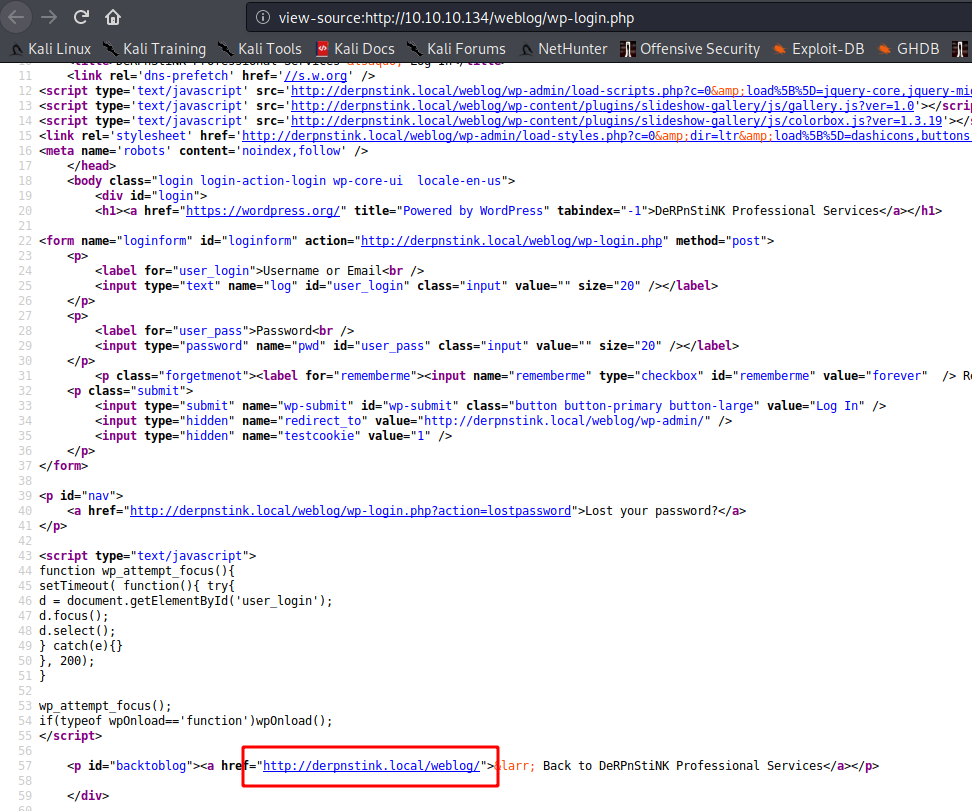 view-source:http://10.10.10.134/weblog/wp-login.php
Kali Linux Kali Training Kali Tools Kali Docs Kali Forums NetHunter Offensive Security Exploit-DB GHDB
11 <link rel='dns-prefetch' href='//s.w.org' />
12 <script type='text/javascript' src='http://derpnstink.local/weblog/wp-admin/load-scripts.php?c=0&amp;load%5B%5D=jquery-core,jquery-mi
13 <script type='text/javascript' src='http://derpnstink.local/weblog/wp-content/plugins/slideshow-gallery/js/gallery.js?ver=1.0'></scrip
14 <script type='text/javascript' src='http://derpnstink.local/weblog/wp-content/plugins/slideshow-gallery/js/colorbox.js?ver=1.3.19'></s
15 <link rel='stylesheet' href='http://derpnstink.local/weblog/wp-admin/load-styles.php?c=0&amp;dir=ltr&amp;load%5B%5D=dashicons,buttons
16 <meta name='robots' content='noindex,follow' />
17 </head>
18 <body class="login login-action-login wp-core-ui  locale-en-us">
19 <div id="login">
20 <h1><a href="https://wordpress.org/" title="Powered by WordPress" tabindex="-1">DeRPnStiNK Professional Services</a></h1>
21
22 <form name="loginform" id="loginform" action="http://derpnstink.local/weblog/wp-login.php" method="post">
23 <p>
24 <label for="user_login">Username or Email<br />
25 <input type="text" name="log" id="user_login" class="input" value="" size="20" /></label>
26 </p>
27 <p>
28 <label for="user_pass">Password<br />
29 <input type="password" name="pwd" id="user_pass" class="input" value="" size="20" /></label>
30 </p>
31 <p class="forgetmenot"><label for="rememberme"><input name="rememberme" type="checkbox" id="rememberme" value="forever"  /> Re
32 <p class="submit">
33 <input type="submit" name="wp-submit" id="wp-submit" class="button button-primary button-large" value="Log In" />
34 <input type="hidden" name="redirect_to" value="http://derpnstink.local/weblog/wp-admin/" />
35 <input type="hidden" name="testcookie" value="1" />
36 </p>
37 </form>
38
39 <p id="nav">
40 <a href="http://derpnstink.local/weblog/wp-login.php?action=lostpassword">Lost your password?</a>
41 </p>
42
43 <script type="text/javascript">
44 function wp_attempt_focus(){
45 setTimeout( function(){ try{
46 d = document.getElementById('user_login');
47 d.focus();
48 d.select();
49 } catch(e){}
50 }, 200);
51 }
52
53 wp_attempt_focus();
54 if(typeof wpOnload=='function')wpOnload();
55 </script>
56
57 <p id="backtoblog"><a href="http://derpnstink.local/weblog/">&larr; Back to DeRPnStiNK Professional Services</a></p>
58
59 </div>